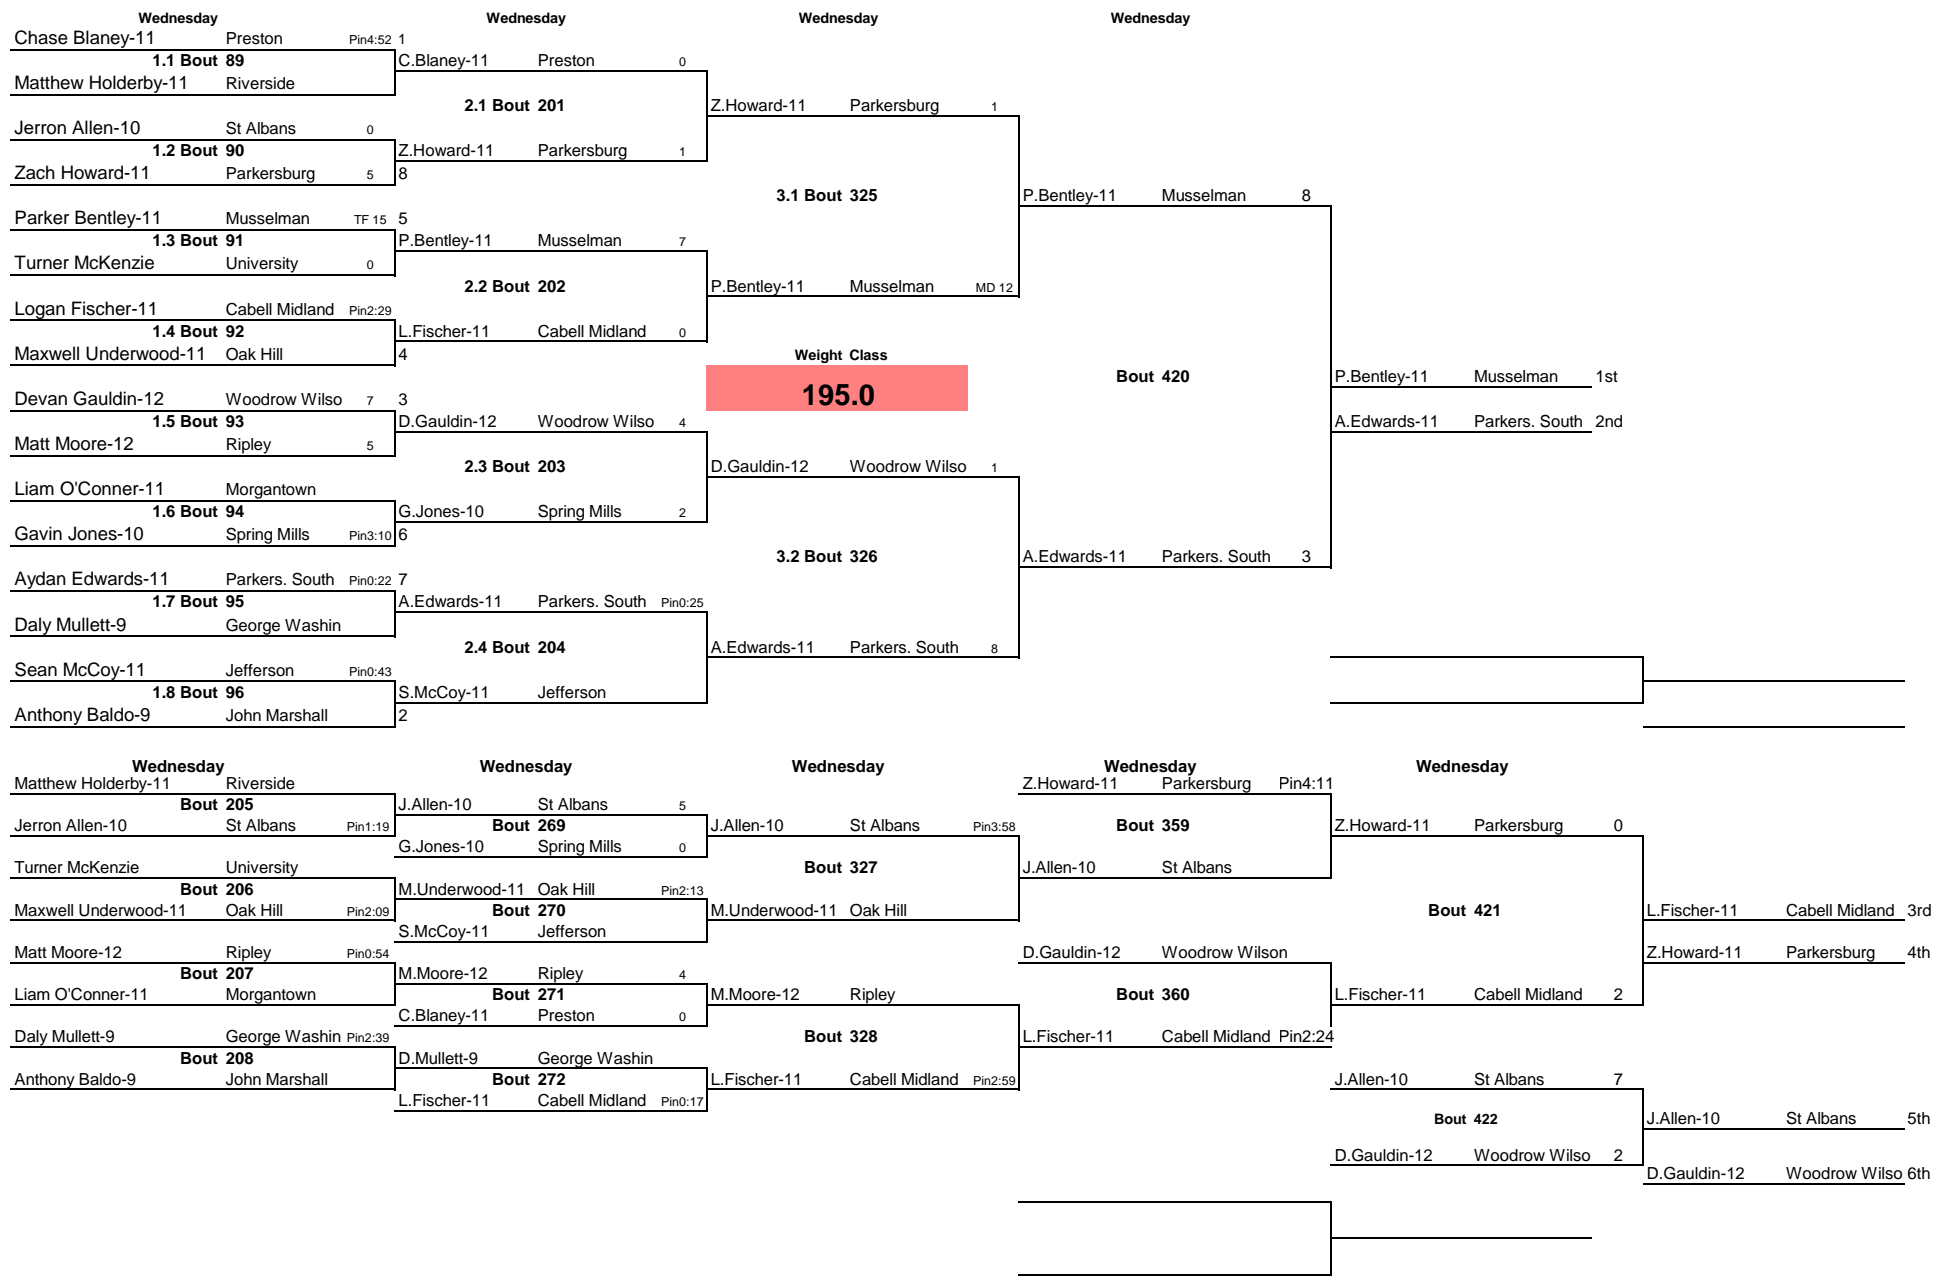 Wednesday Wednesday Wednesday Wednesday
Chase Blaney-11 Preston Pin4:52 1
1.1 Bout 89 C.Blaney-11 Preston 0
Matthew Holderby-11 Riverside
2.1 Bout 201 Z.Howard-11 Parkersburg 1
Jerron Allen-10 St Albans 0
1.2 Bout 90 Z.Howard-11 Parkersburg 1
Zach Howard-11 Parkersburg 5 8
3.1 Bout 325 P.Bentley-11 Musselman 8
Parker Bentley-11 Musselman TF 15 5
1.3 Bout 91 P.Bentley-11 Musselman 7
Turner McKenzie University 0
2.2 Bout 202 P.Bentley-11 Musselman MD 12
Logan Fischer-11 Cabell Midland Pin2:29
1.4 Bout 92 L.Fischer-11 Cabell Midland 0
Maxwell Underwood-11 Oak Hill 4 Weight Class
Bout 420 P.Bentley-11 Musselman 1st
Devan Gauldin-12 Woodrow Wilso 7 3 195.0
1.5 Bout 93 D.Gauldin-12 Woodrow Wilso 4 A.Edwards-11 Parkers. South 2nd
Matt Moore-12 Ripley 5
2.3 Bout 203 D.Gauldin-12 Woodrow Wilso 1
Liam O'Conner-11 Morgantown
1.6 Bout 94 G.Jones-10 Spring Mills 2
Gavin Jones-10 Spring Mills Pin3:10 6
3.2 Bout 326 A.Edwards-11 Parkers. South 3
Aydan Edwards-11 Parkers. South Pin0:22 7
1.7 Bout 95 A.Edwards-11 Parkers. South Pin0:25
Daly Mullett-9 George Washin
2.4 Bout 204 A.Edwards-11 Parkers. South 8
Sean McCoy-11 Jefferson Pin0:43
1.8 Bout 96 S.McCoy-11 Jefferson
Anthony Baldo-9 John Marshall 2
Wednesday Wednesday Wednesday Wednesday Wednesday
Matthew Holderby-11 Riverside Z.Howard-11 Parkersburg Pin4:11
Bout 205 J.Allen-10 St Albans 5
Jerron Allen-10 St Albans Pin1:19 Bout 269 J.Allen-10 St Albans Pin3:58 Bout 359 Z.Howard-11 Parkersburg 0
G.Jones-10 Spring Mills 0
Turner McKenzie University Bout 327 J.Allen-10 St Albans
Bout 206 M.Underwood-11 Oak Hill Pin2:13
Maxwell Underwood-11 Oak Hill Pin2:09 Bout 270 M.Underwood-11 Oak Hill Bout 421 L.Fischer-11 Cabell Midland 3rd
S.McCoy-11 Jefferson
Matt Moore-12 Ripley Pin0:54 D.Gauldin-12 Woodrow Wilson Z.Howard-11 Parkersburg 4th
Bout 207 M.Moore-12 Ripley 4
Liam O'Conner-11 Morgantown Bout 271 M.Moore-12 Ripley Bout 360 L.Fischer-11 Cabell Midland 2
C.Blaney-11 Preston 0
Daly Mullett-9 George Washin Pin2:39 Bout 328 L.Fischer-11 Cabell Midland Pin2:24
Bout 208 D.Mullett-9 George Washin
Anthony Baldo-9 John Marshall Bout 272 L.Fischer-11 Cabell Midland Pin2:59 J.Allen-10 St Albans 7
L.Fischer-11 Cabell Midland Pin0:17
Bout 422 J.Allen-10 St Albans 5th
D.Gauldin-12 Woodrow Wilso 2
D.Gauldin-12 Woodrow Wilso 6th